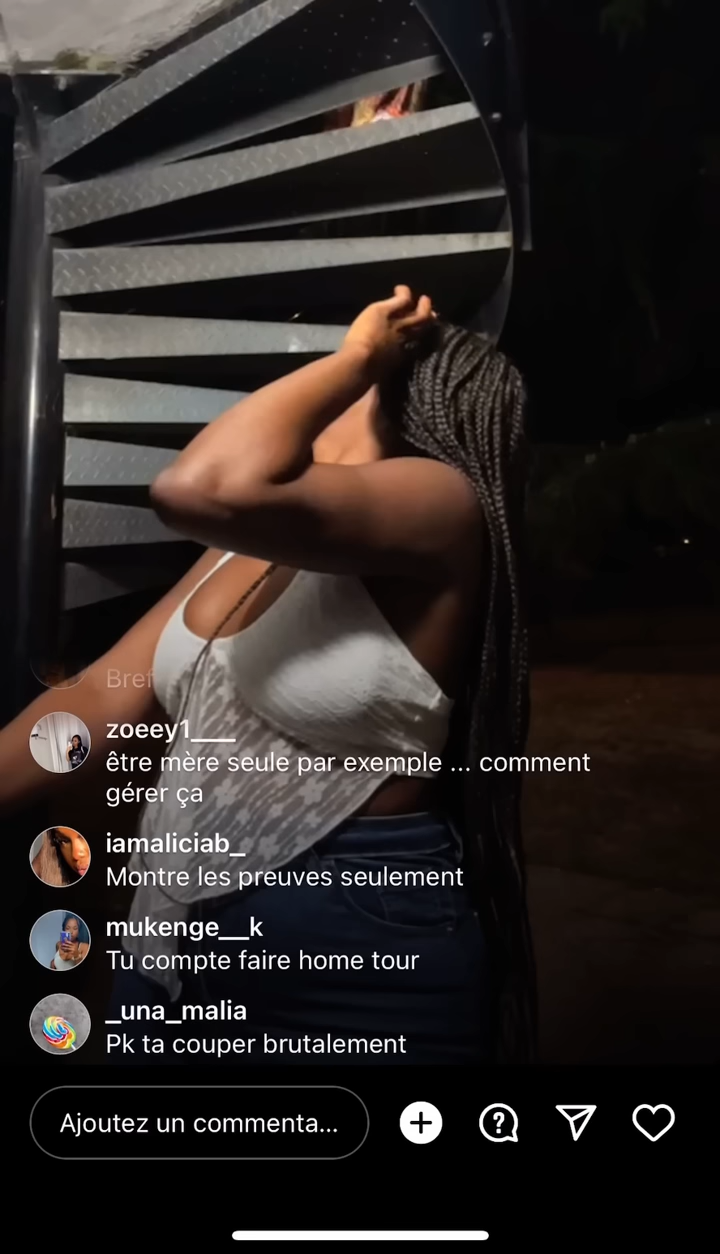 Bref
zoeey1___
être mère seule par exemple ... comment
gérer ça
iamaliciab_
Montre les preuves seulement
mukenge__k
Tu compte faire home tour
_una_malia
Pk ta couper brutalement
Ajoutez un commenta...